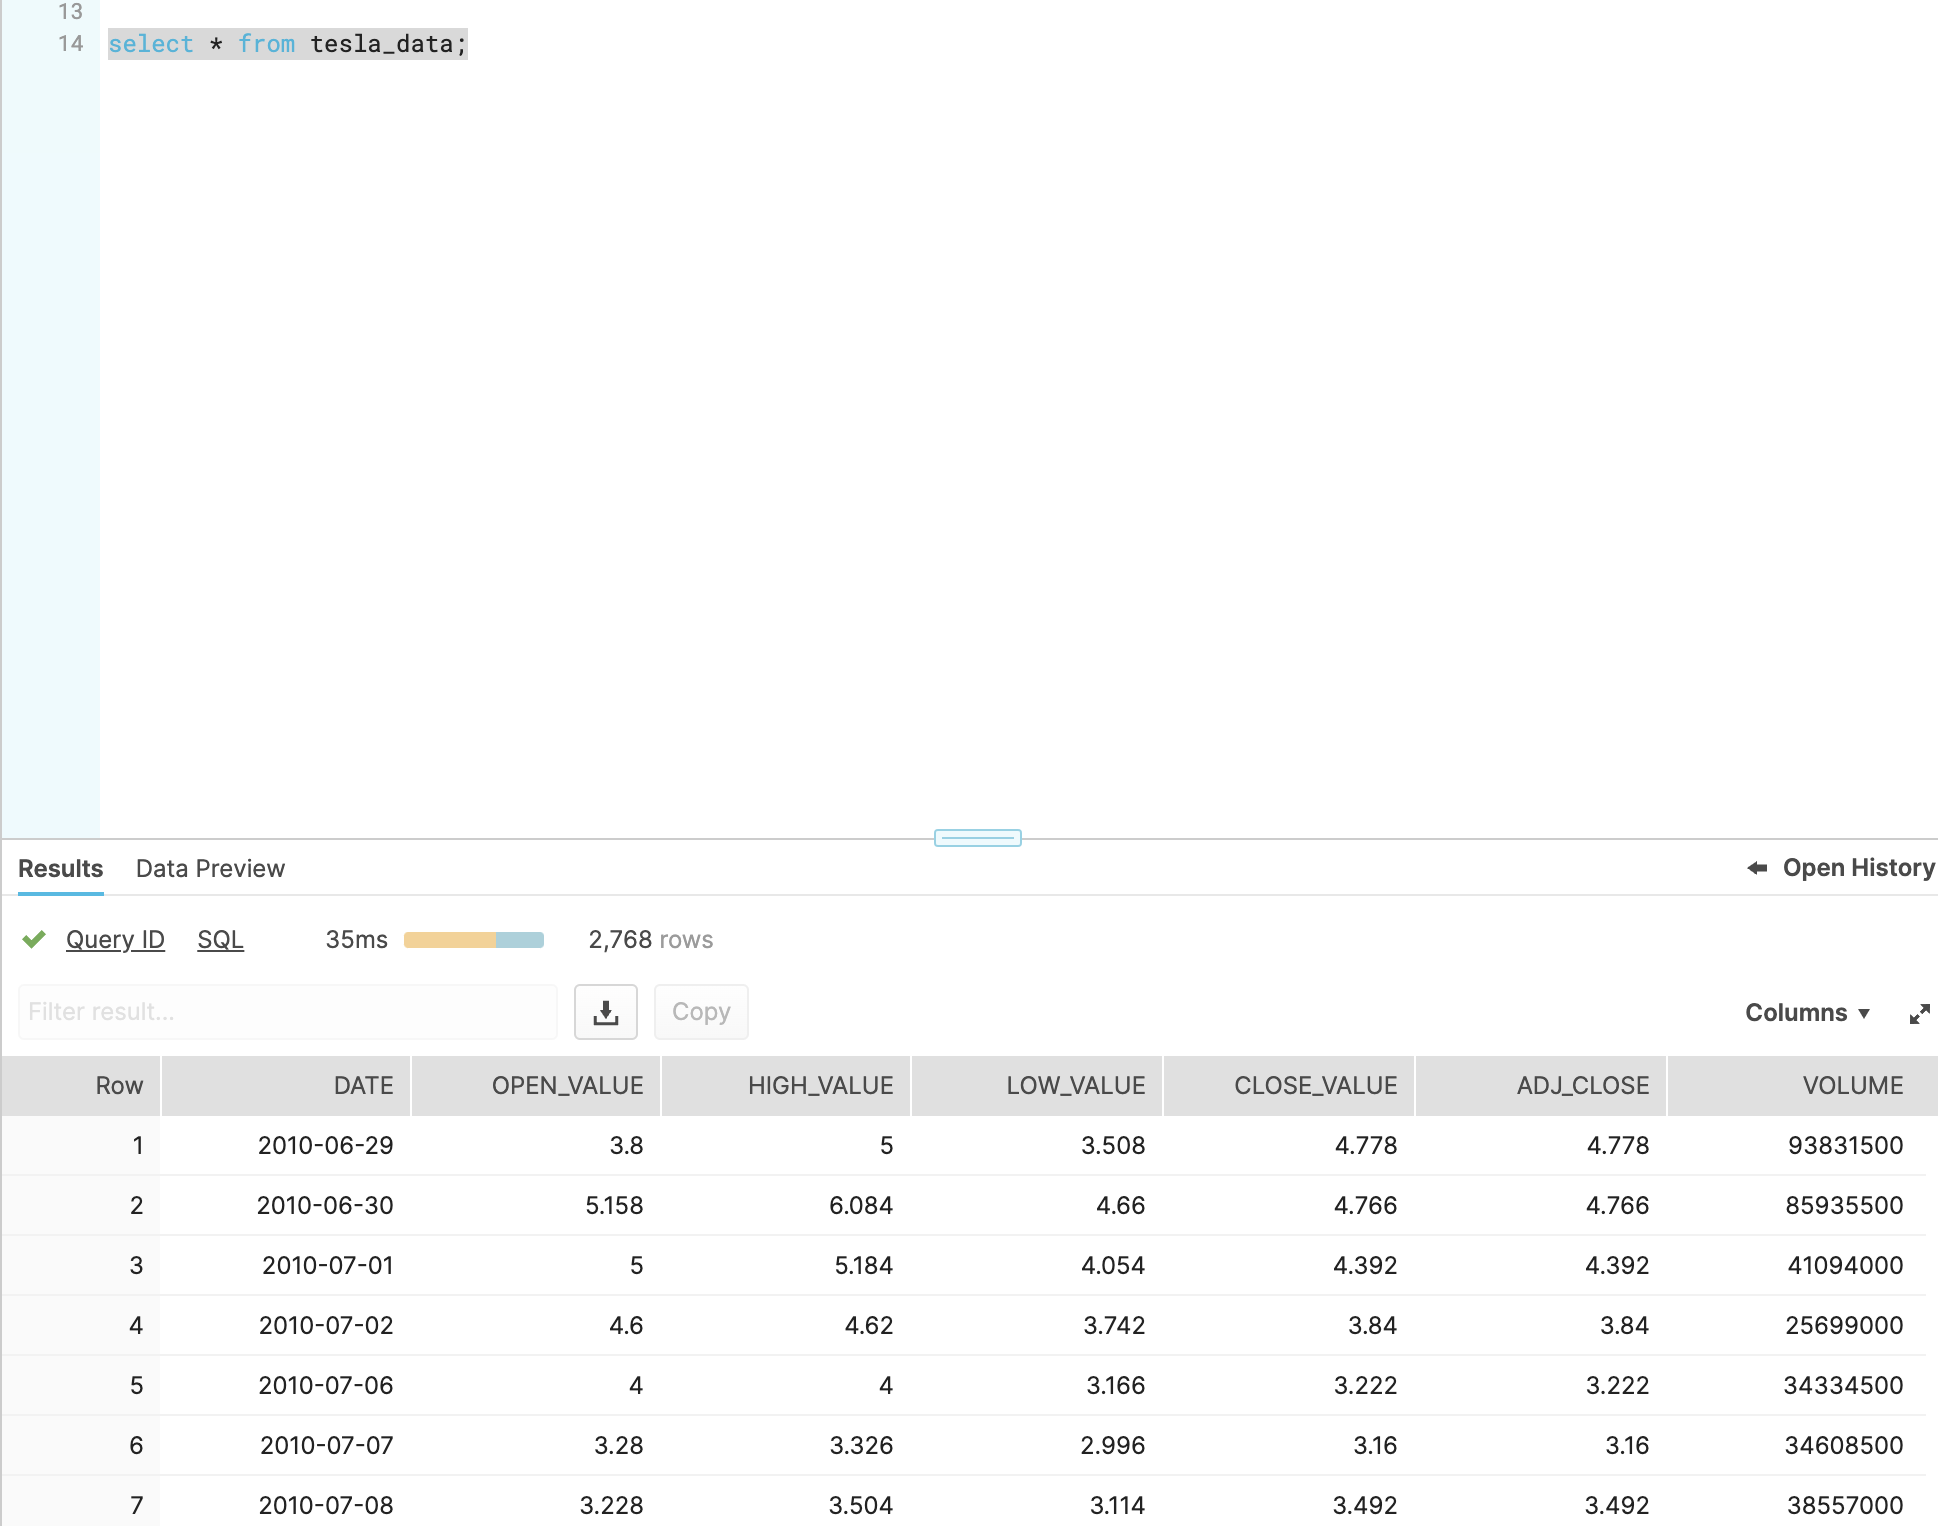 13
14 select * from tesla_data;
Results Data Preview Open History
Query ID SQL 35ms 2,768 rows
Filter result... Copy Columns
Row DATE OPEN_VALUE HIGH_VALUE LOW_VALUE CLOSE_VALUE ADJ_CLOSE VOLUME
1 2010-06-29 3.8 5 3.508 4.778 4.778 93831500
2 2010-06-30 5.158 6.084 4.66 4.766 4.766 85935500
3 2010-07-01 5 5.184 4.054 4.392 4.392 41094000
4 2010-07-02 4.6 4.62 3.742 3.84 3.84 25699000
5 2010-07-06 4 4 3.166 3.222 3.222 34334500
6 2010-07-07 3.28 3.326 2.996 3.16 3.16 34608500
7 2010-07-08 3.228 3.504 3.114 3.492 3.492 38557000